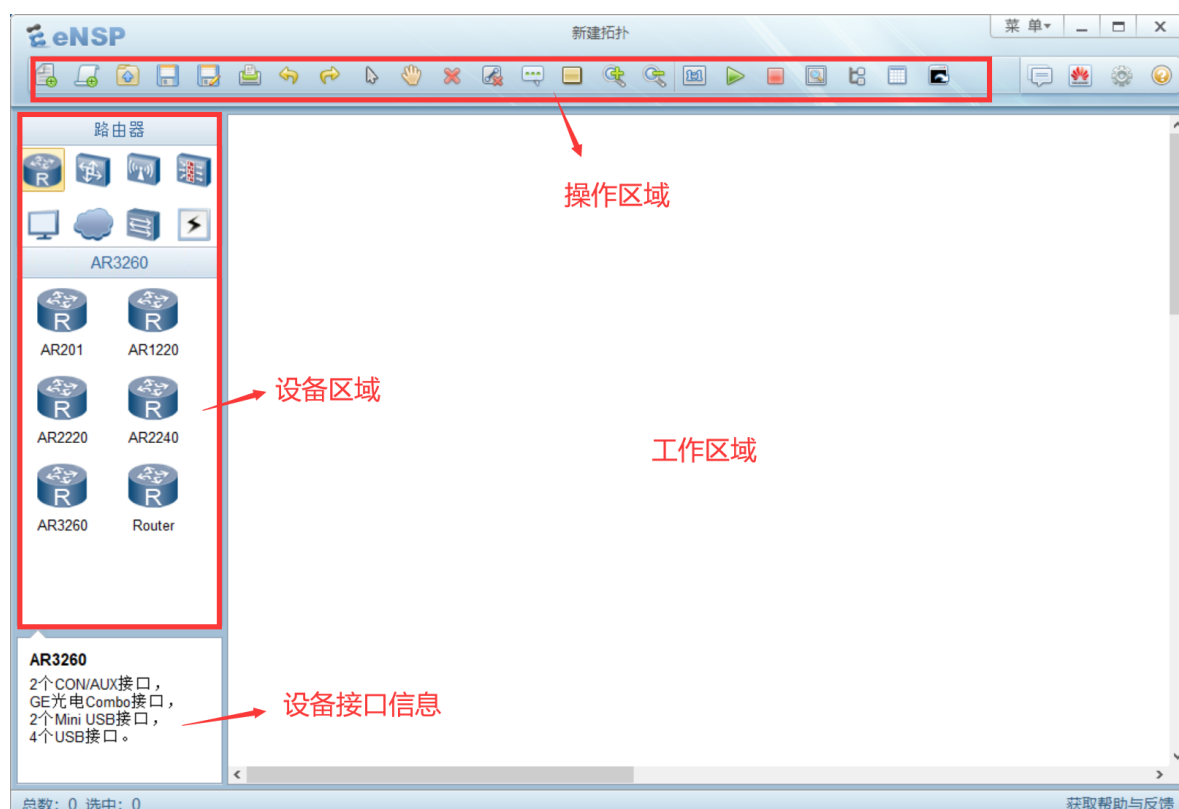 eNSP
新建拓扑
菜 单
操作区域
路由器
R
AR3260
R
R
AR201
AR1220
R
R
设备区域
AR2220
AR2240
工作区域
R
R
AR3260
Router
AR3260
2个CON/AUX接口，
GE光电Combo接口，
2个Mini USB接口，
4个USB接口。
设备接口信息
总数: 0 选中: 0
获取帮助与反馈